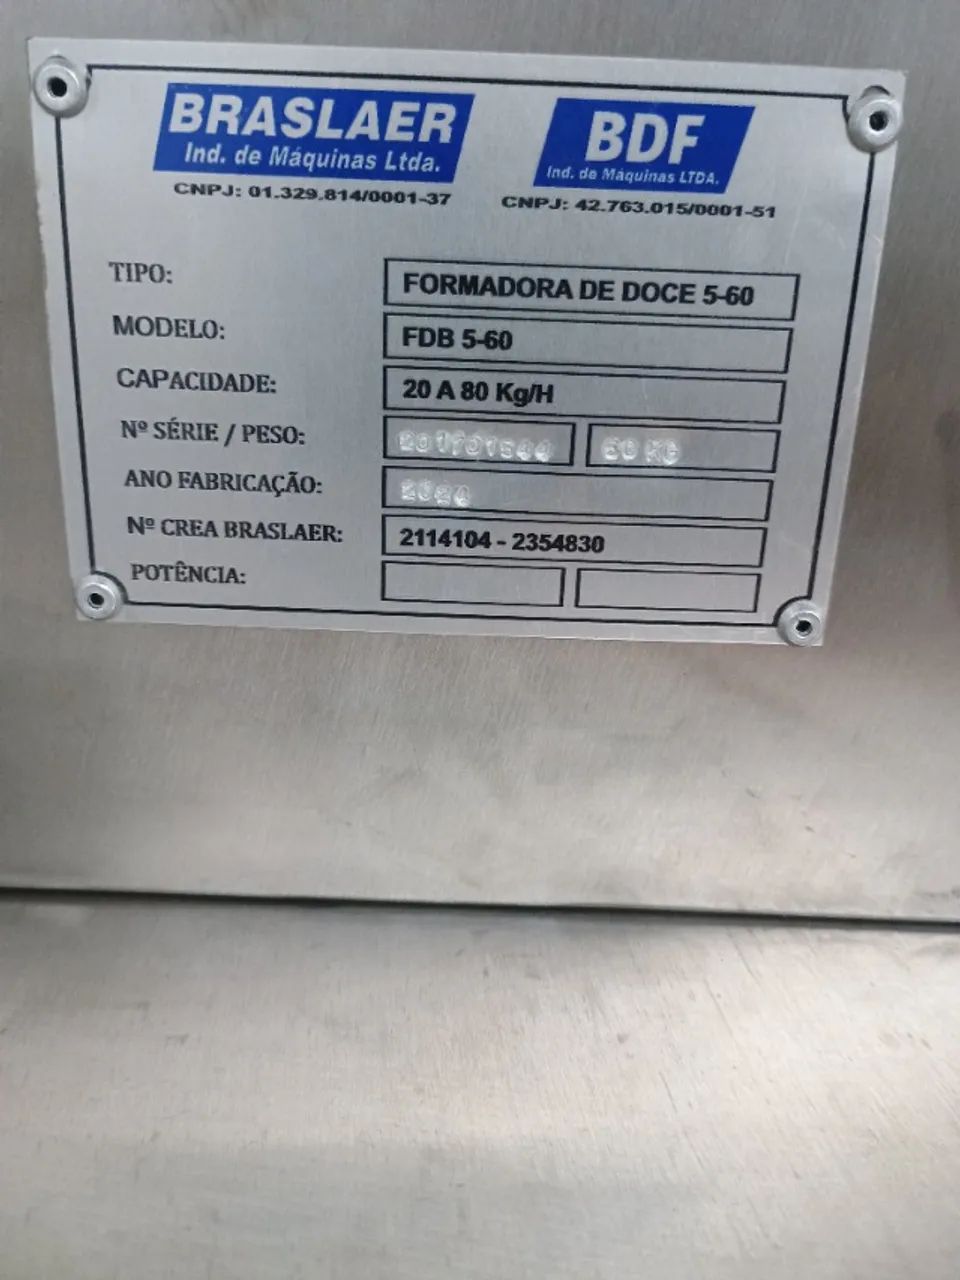 BRASLAER
Ind. de Máquinas Ltda.
CNPJ: 01.329.814/0001-37
BDF
Ind. de Máquinas LTDA.
CNPJ: 42.763.015/0001-51
TIPO: FORMADORA DE DOCE 5-60
MODELO: FDB 5-60
CAPACIDADE: 20 A 80 Kg/H
Nº SÉRIE / PESO:
ANO FABRICAÇÃO:
Nº CREA BRASLAER: 2114104 - 2354830
POTÊNCIA: